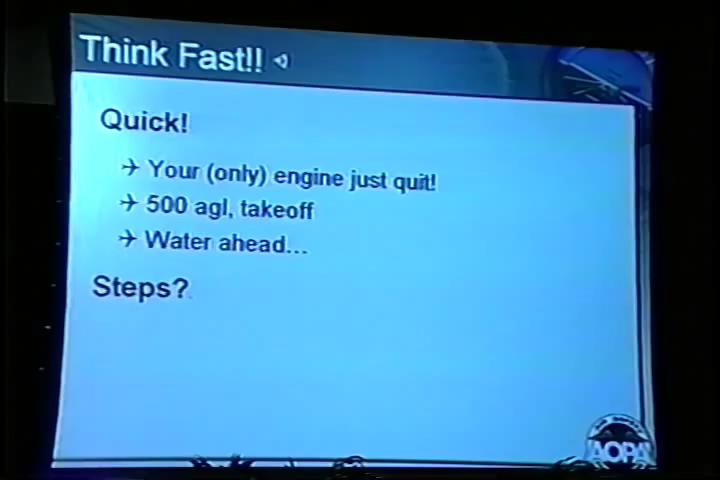 Think Fast!!
Quick!
Your (only) engine just quit!
500 agl, takeoff
Water ahead...
Steps?
AOPA